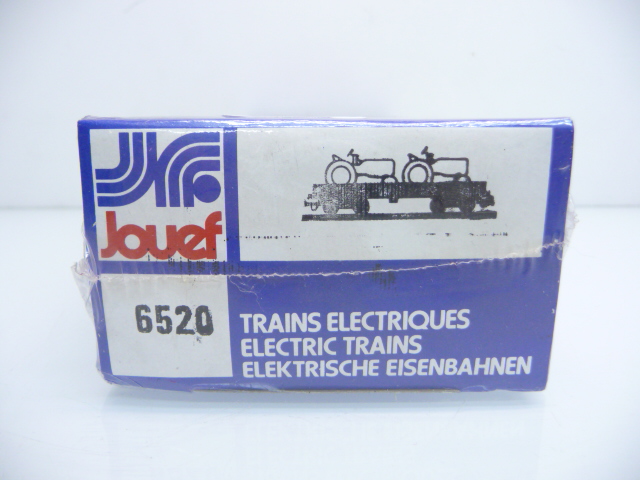 Jouef
6520
TRAINS ELECTRIQUES
ELECTRIC TRAINS
ELEKTRISCHE EISENBAHNEN